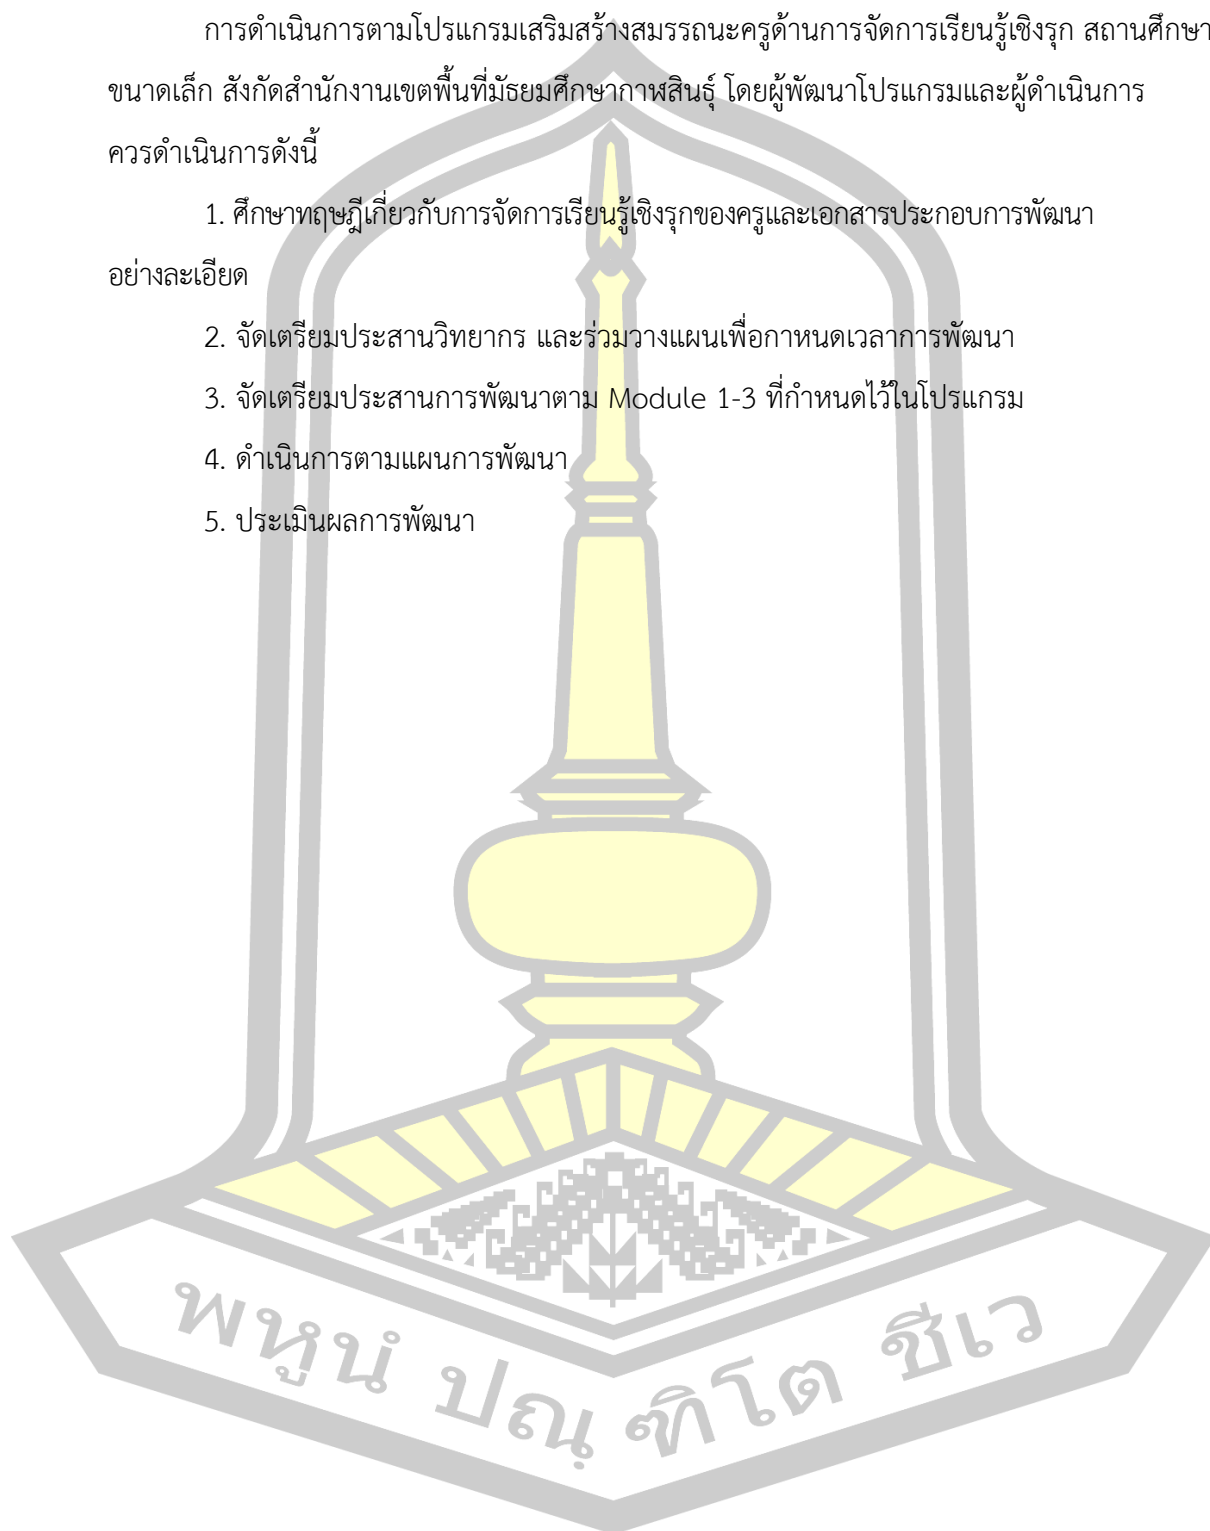 การดำเนินการตามโปรแกรมเสริมสร้างสมรรถนะครูด้านการจัดการเรียนรู้เชิงรุก สถานศึกษา
ขนาดเล็ก สังกัดสำนักงานเขตพื้นที่มัธยมศึกษากาฬสินธุ์ โดยผู้พัฒนาโปรแกรมและผู้ดำเนินการ
ควรดำเนินการดังนี้
1. ศึกษาทฤษฎีเกี่ยวกับการจัดการเรียนรู้เชิงรุกของครูและเอกสารประกอบการพัฒนา
อย่างละเอียด
2. จัดเตรียมประสานวิทยากร และร่วมวางแผนเพื่อกาหนดเวลาการพัฒนา
3. จัดเตรียมประสานการพัฒนาตาม Module 1-3 ที่กำหนดไว้ในโปรแกรม
4. ดำเนินการตามแผนการพัฒนา
5. ประเมินผลการพัฒนา
พหูนํ ปณฺ ฑิโต ชีเว